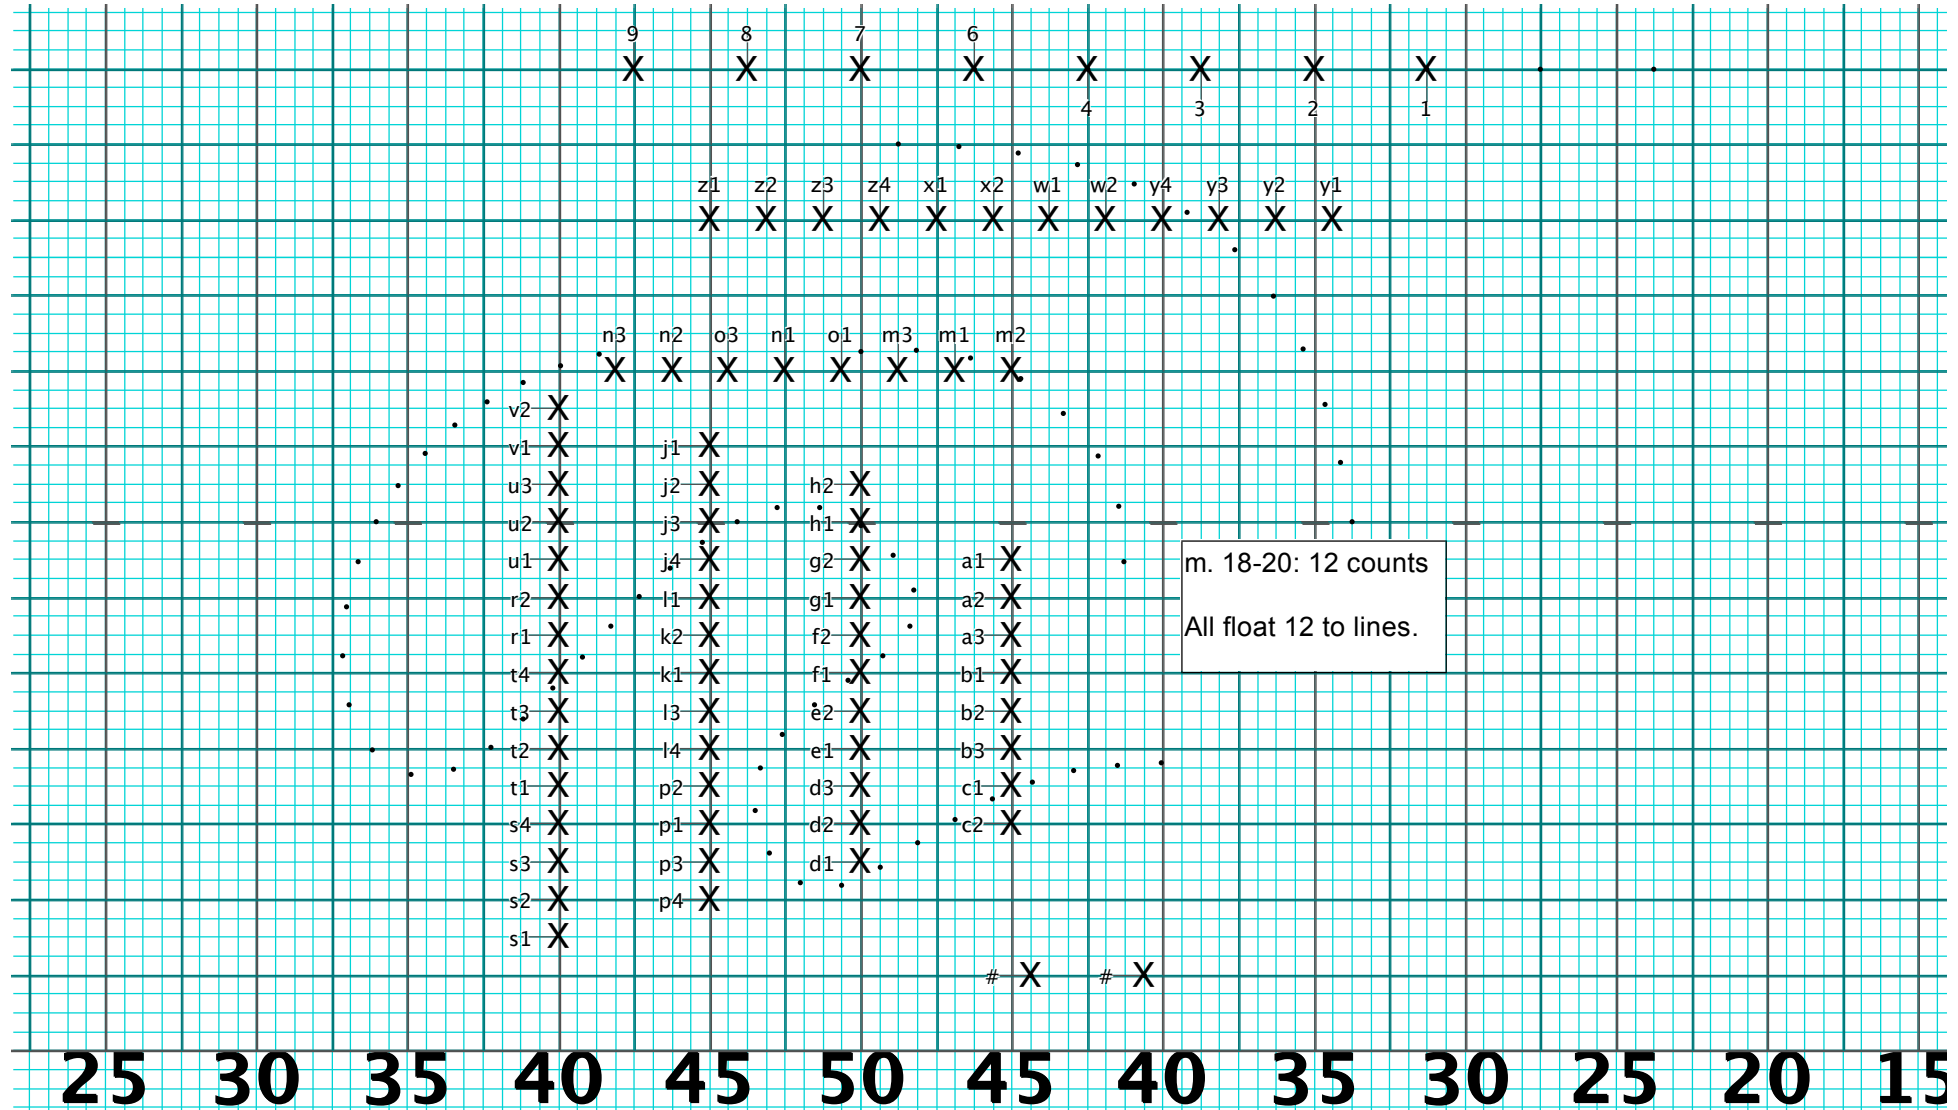 9 8 7 6
4 3 2 1
z1 z2 z3 z4 x1 x2 w1 w2 y4 y3 y2 y1
n3 n2 o3 n1 o1 m3 m1 m2
v2
v1 j1
u3 j2 h2
u2 j3 h1
u1 j4 g2 a1
m. 18-20: 12 counts
r2 l1 g1 a2
r1 k2 f2 a3
All float 12 to lines.
t4 k1 f1 b1
t3 l3 e2 b2
t2 l4 e1 b3
t1 p2 d3 c1
s4 p1 d2 c2
s3 p3 d1
s2 p4
s1
# #
25 30 35 40 45 50 45 40 35 30 25 20 15